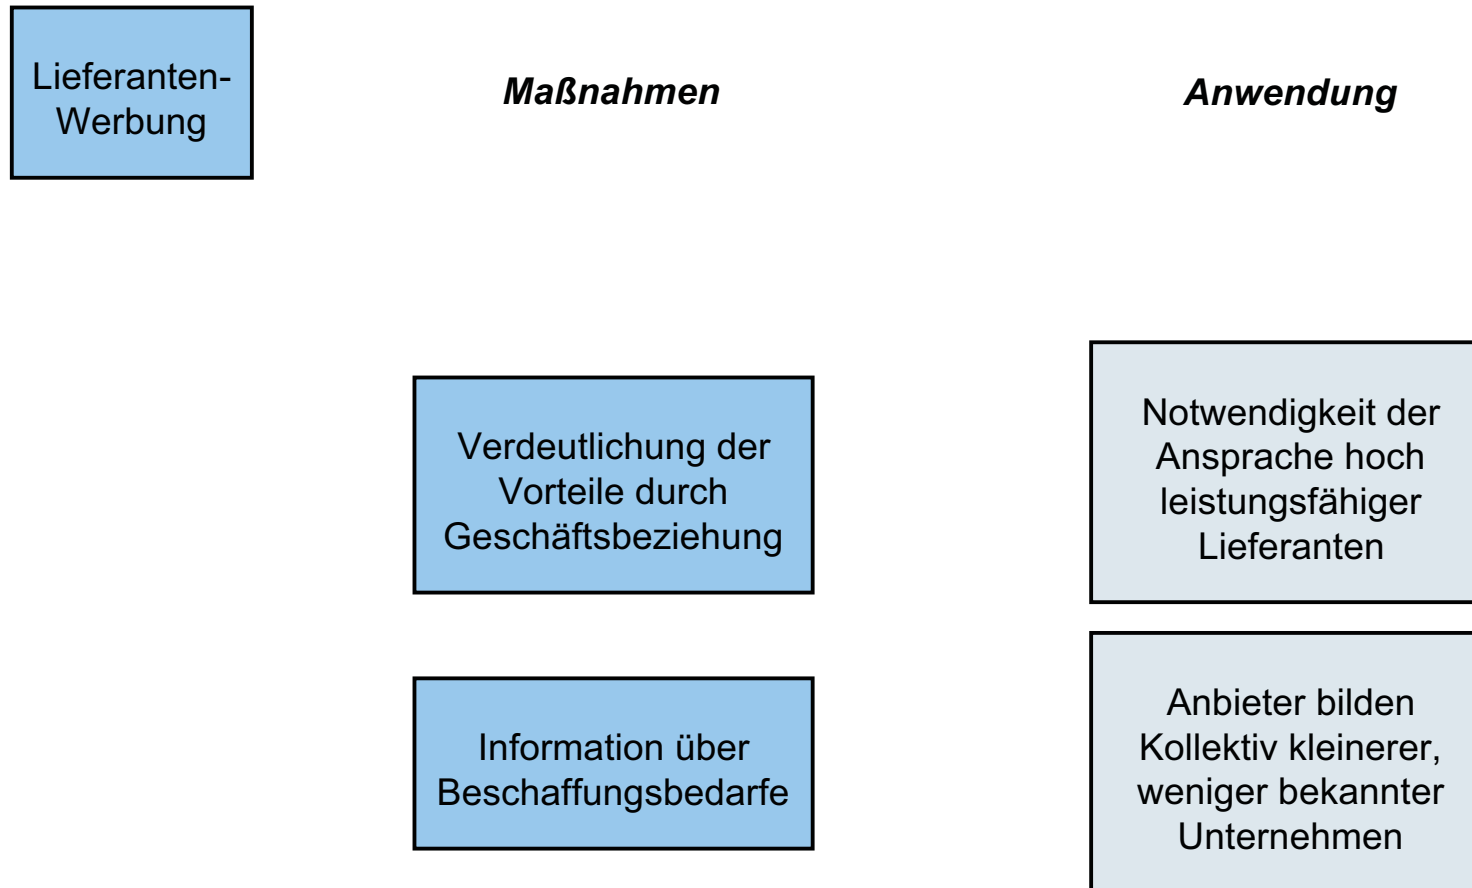 Lieferanten-
Werbung
Maßnahmen
Anwendung
Verdeutlichung der
Vorteile durch
Geschäftsbeziehung
Notwendigkeit der
Ansprache hoch
leistungsfähiger
Lieferanten
Information über
Beschaffungsbedarfe
Anbieter bilden
Kollektiv kleinerer,
weniger bekannter
Unternehmen